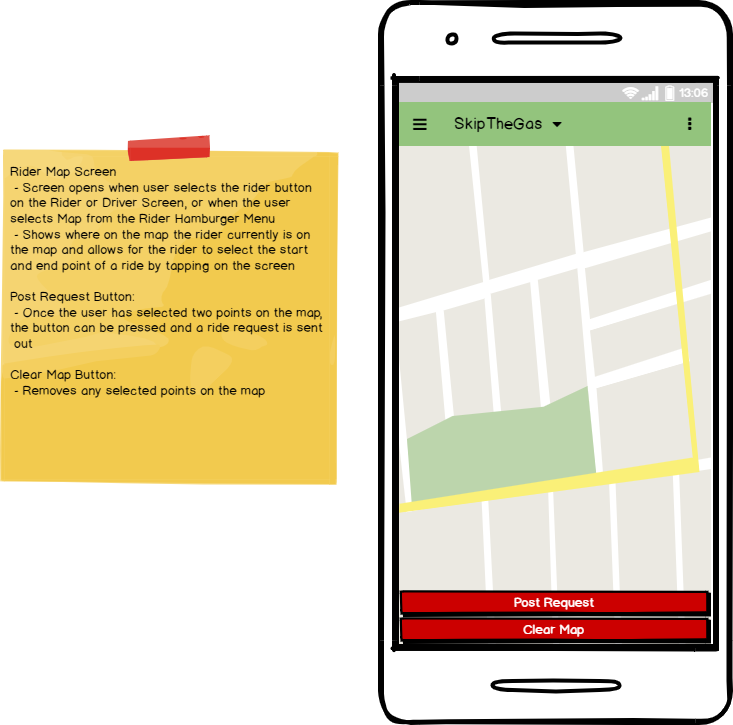 Rider Map Screen
- Screen opens when user selects the rider button
on the Rider or Driver Screen, or when the user
selects Map from the Rider Hamburger Menu
- Shows where on the map the rider currently is on
the map and allows for the rider to select the start
and end point of a ride by tapping on the screen
Post Request Button:
- Once the user has selected two points on the map,
the button can be pressed and a ride request is sent
out
Clear Map Button:
- Removes any selected points on the map
13:06
SkipTheGas
Post Request
Clear Map